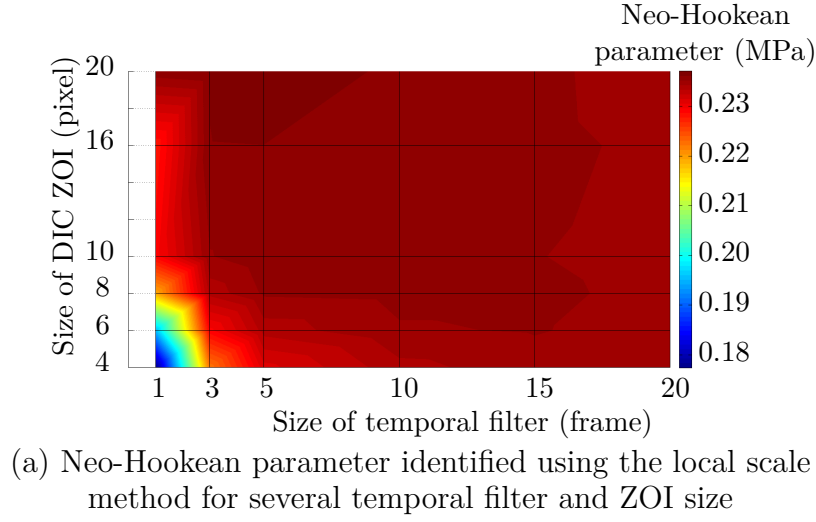 Neo-Hookean
parameter (MPa)
20
16
10
8
6
4
Size of DIC ZOI (pixel)
0.23
0.22
0.21
0.20
0.19
0.18
1 3 5 10 15 20
Size of temporal filter (frame)
(a) Neo-Hookean parameter identified using the local scale
method for several temporal filter and ZOI size